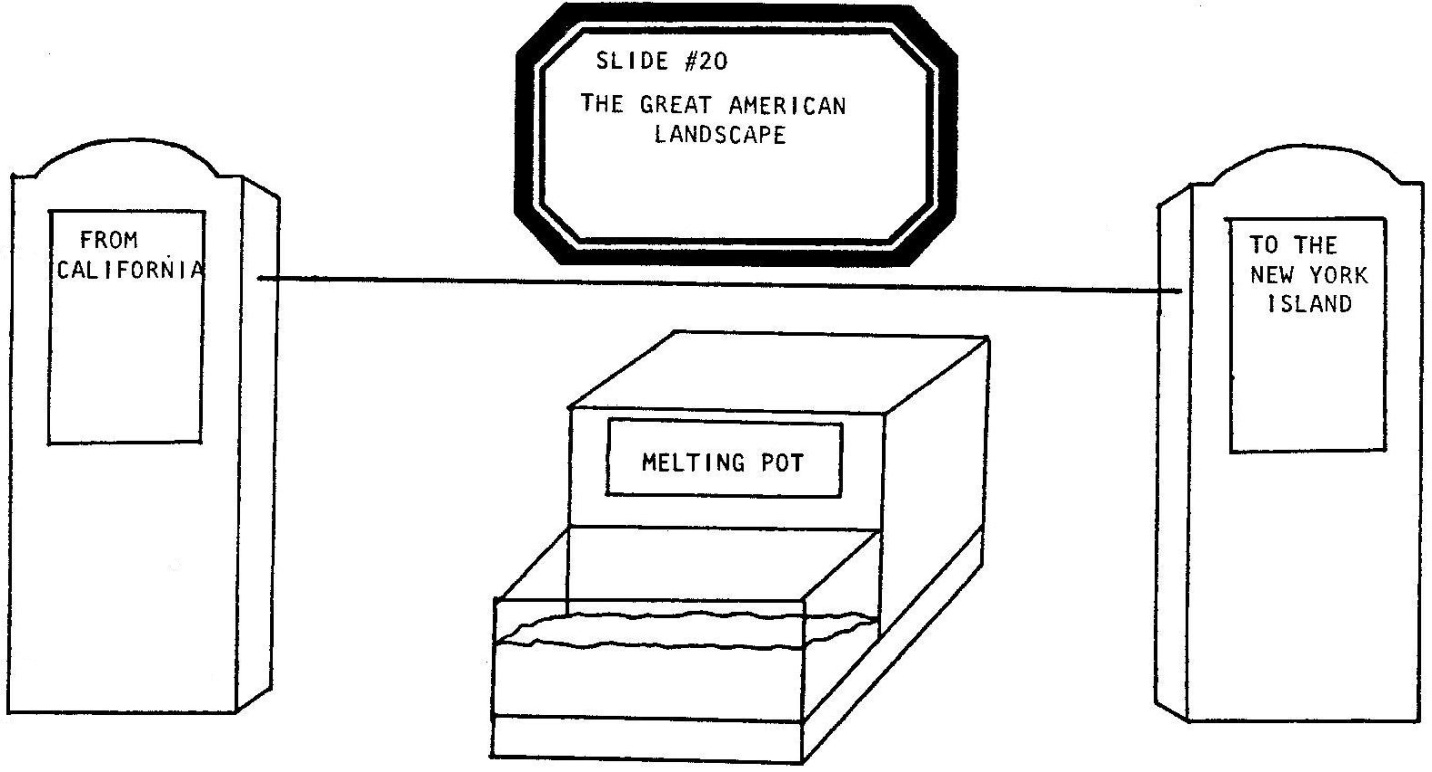 SLIDE #20
THE GREAT AMERICAN
LANDSCAPE
FROM
CALIFORNIA
TO THE
NEW YORK
ISLAND
MELTING POT